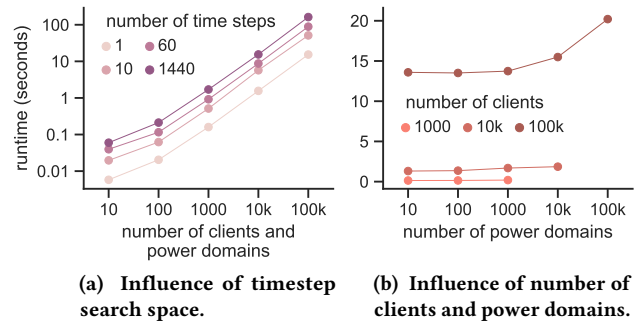 number of time steps
1 60
10 1440
100
10
1
0.1
0.01
runtime (seconds)
10 100 1000 10k 100k
number of clients and
power domains
(a) Influence of timestep
search space.
20
15
10
5
0
number of clients
1000 10k 100k
10 100 1000 10k 100k
number of power domains
(b) Influence of number of
clients and power domains.